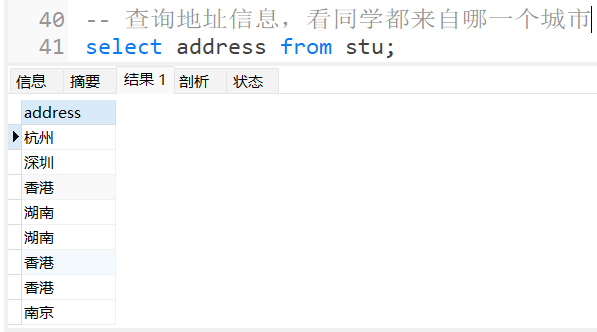 40 -- 查询地址信息，看同学都来自哪一个城市
41 select address from stu;
信息 摘要 结果 1 剖析 状态
address
杭州
深圳
香港
湖南
湖南
香港
香港
南京